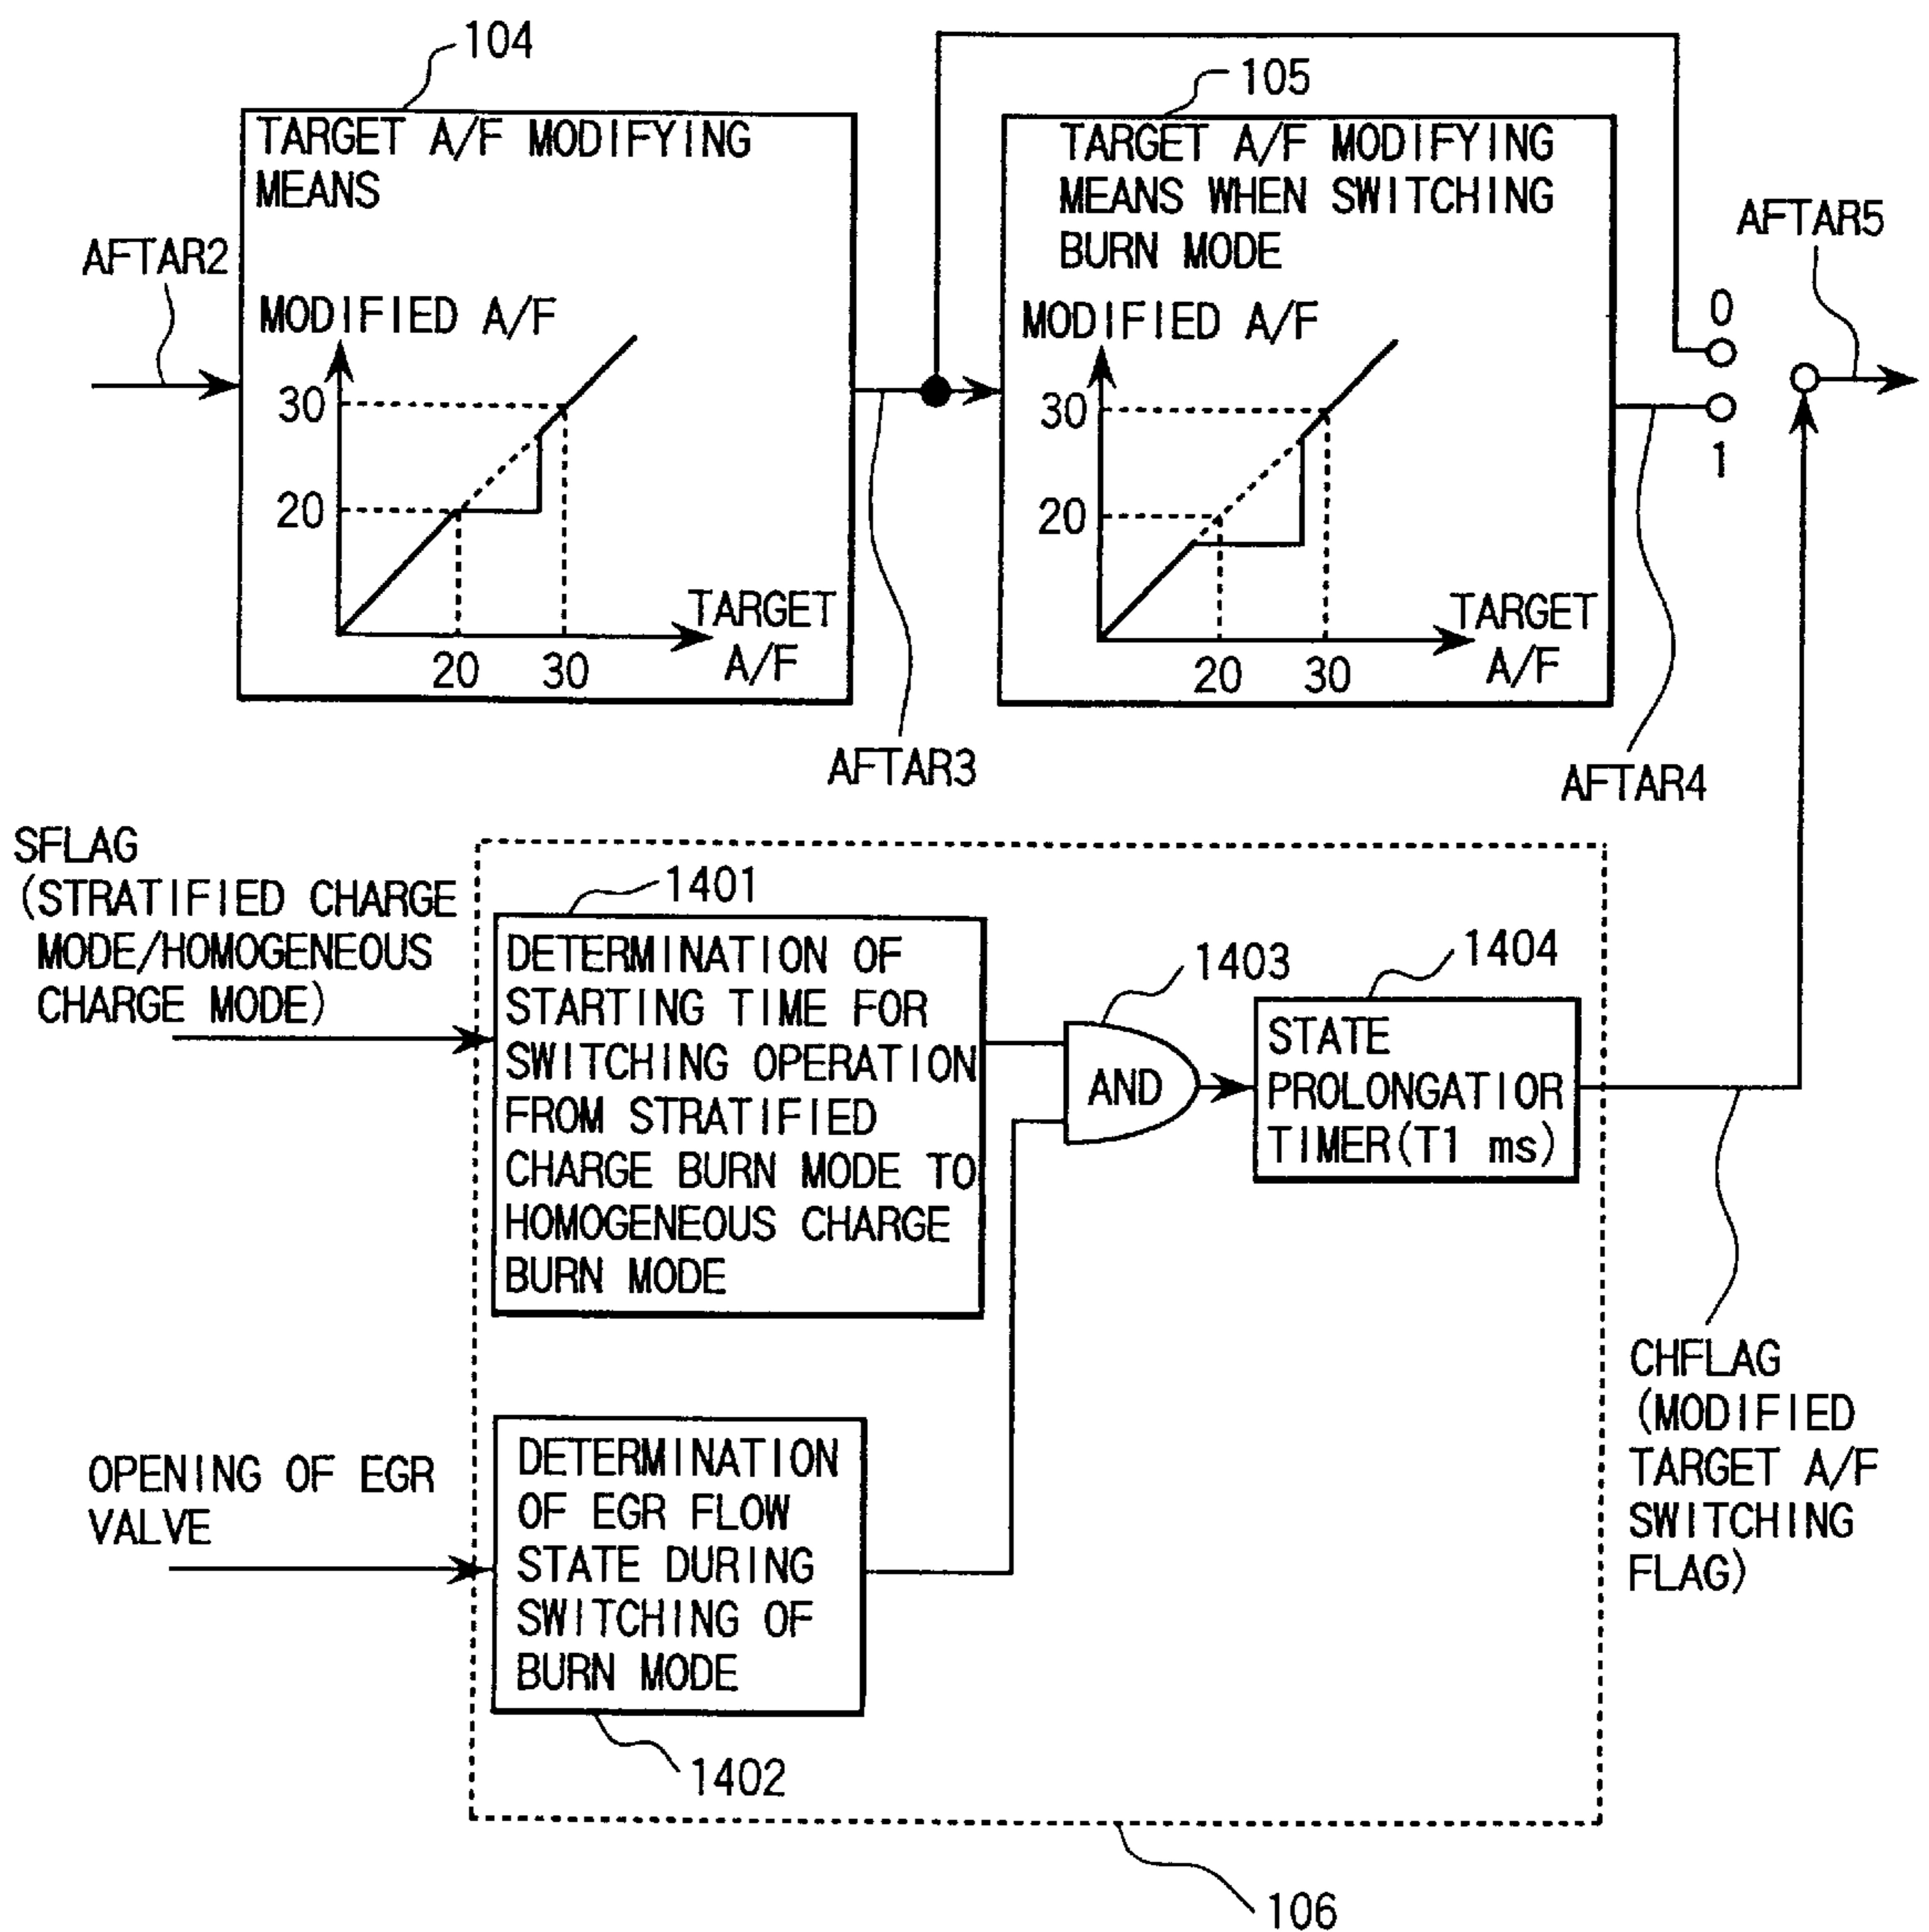 104
TARGET A/F MODIFYING
MEANS
AFTAR2
MODIFIED A/F
30
20
20
30
TARGET
A/F
AFTAR3
105
TARGET A/F MODIFYING
MEANS WHEN SWITCHING
BURN MODE
MODIFIED A/F
30
20
20
30
TARGET
A/F
AFTAR4
0
1
AFTAR5
SFLAG
(STRATIFIED CHARGE
MODE/HOMOGENEOUS
CHARGE MODE)
1401
DETERMINATION OF
STARTING TIME FOR
SWITCHING OPERATION
FROM STRATIFIED
CHARGE BURN MODE TO
HOMOGENEOUS CHARGE
BURN MODE
1403
AND
1404
STATE
PROLONGATIOR
TIMER(T1 ms)
OPENING OF EGR
VALVE
DETERMINATION
OF EGR FLOW
STATE DURING
SWITCHING OF
BURN MODE
1402
CHFLAG
(MODIFIED
TARGET A/F
SWITCHING
FLAG)
106